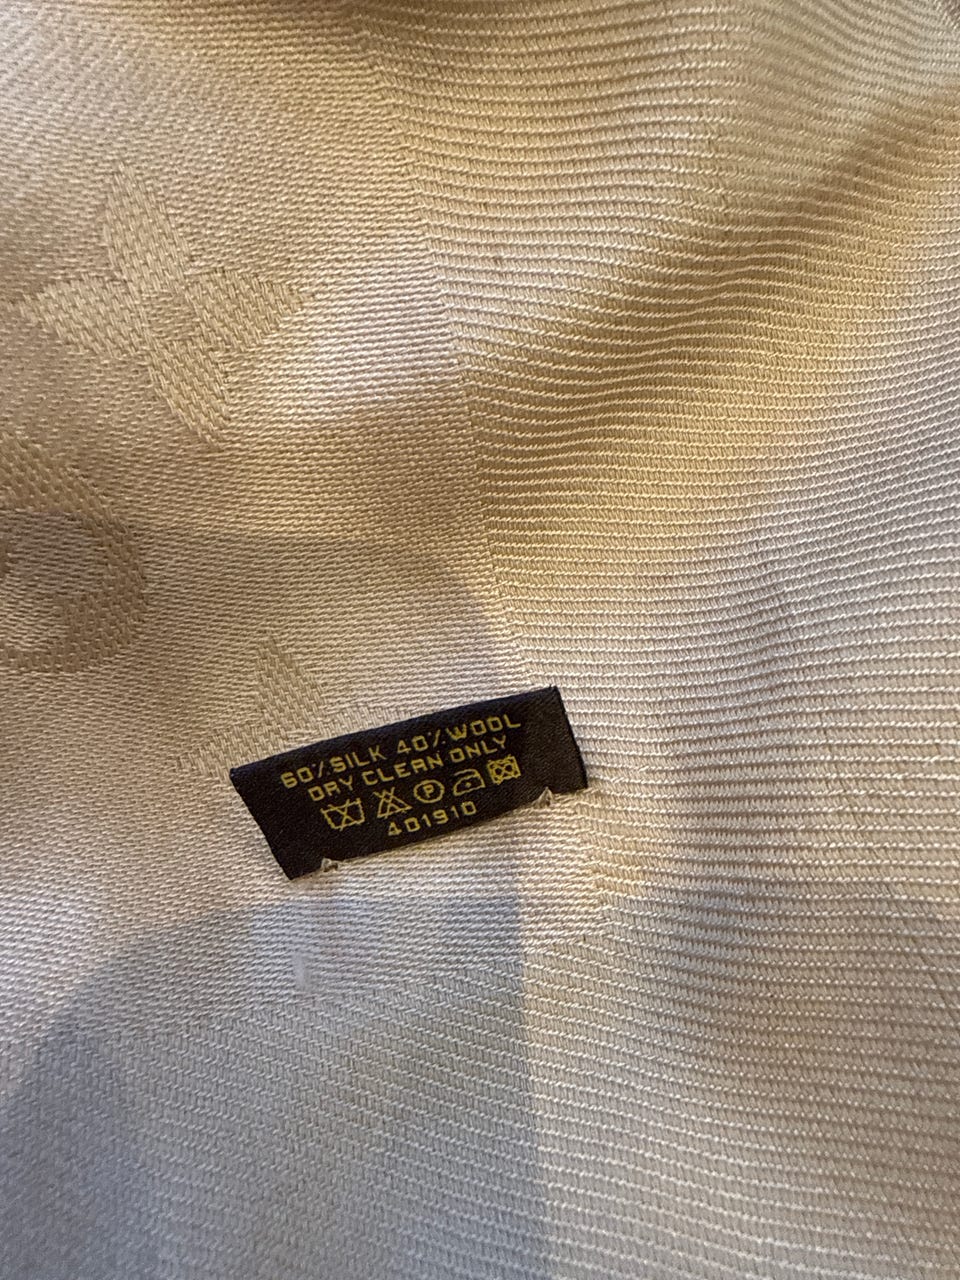 60% SILK 40% WOOL
DRY CLEAN ONLY
P
401910